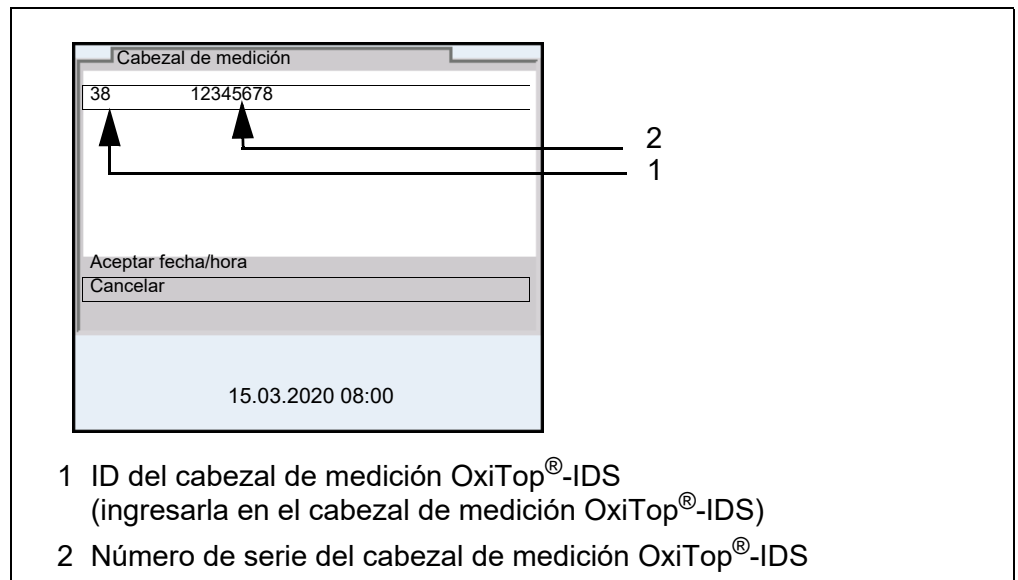 Cabezal de medición
38 12345678
2
1
Aceptar fecha/hora
Cancelar
15.03.2020 08:00
1 ID del cabezal de medición OxiTop®-IDS
(ingresarla en el cabezal de medición OxiTop®-IDS)
2 Número de serie del cabezal de medición OxiTop®-IDS